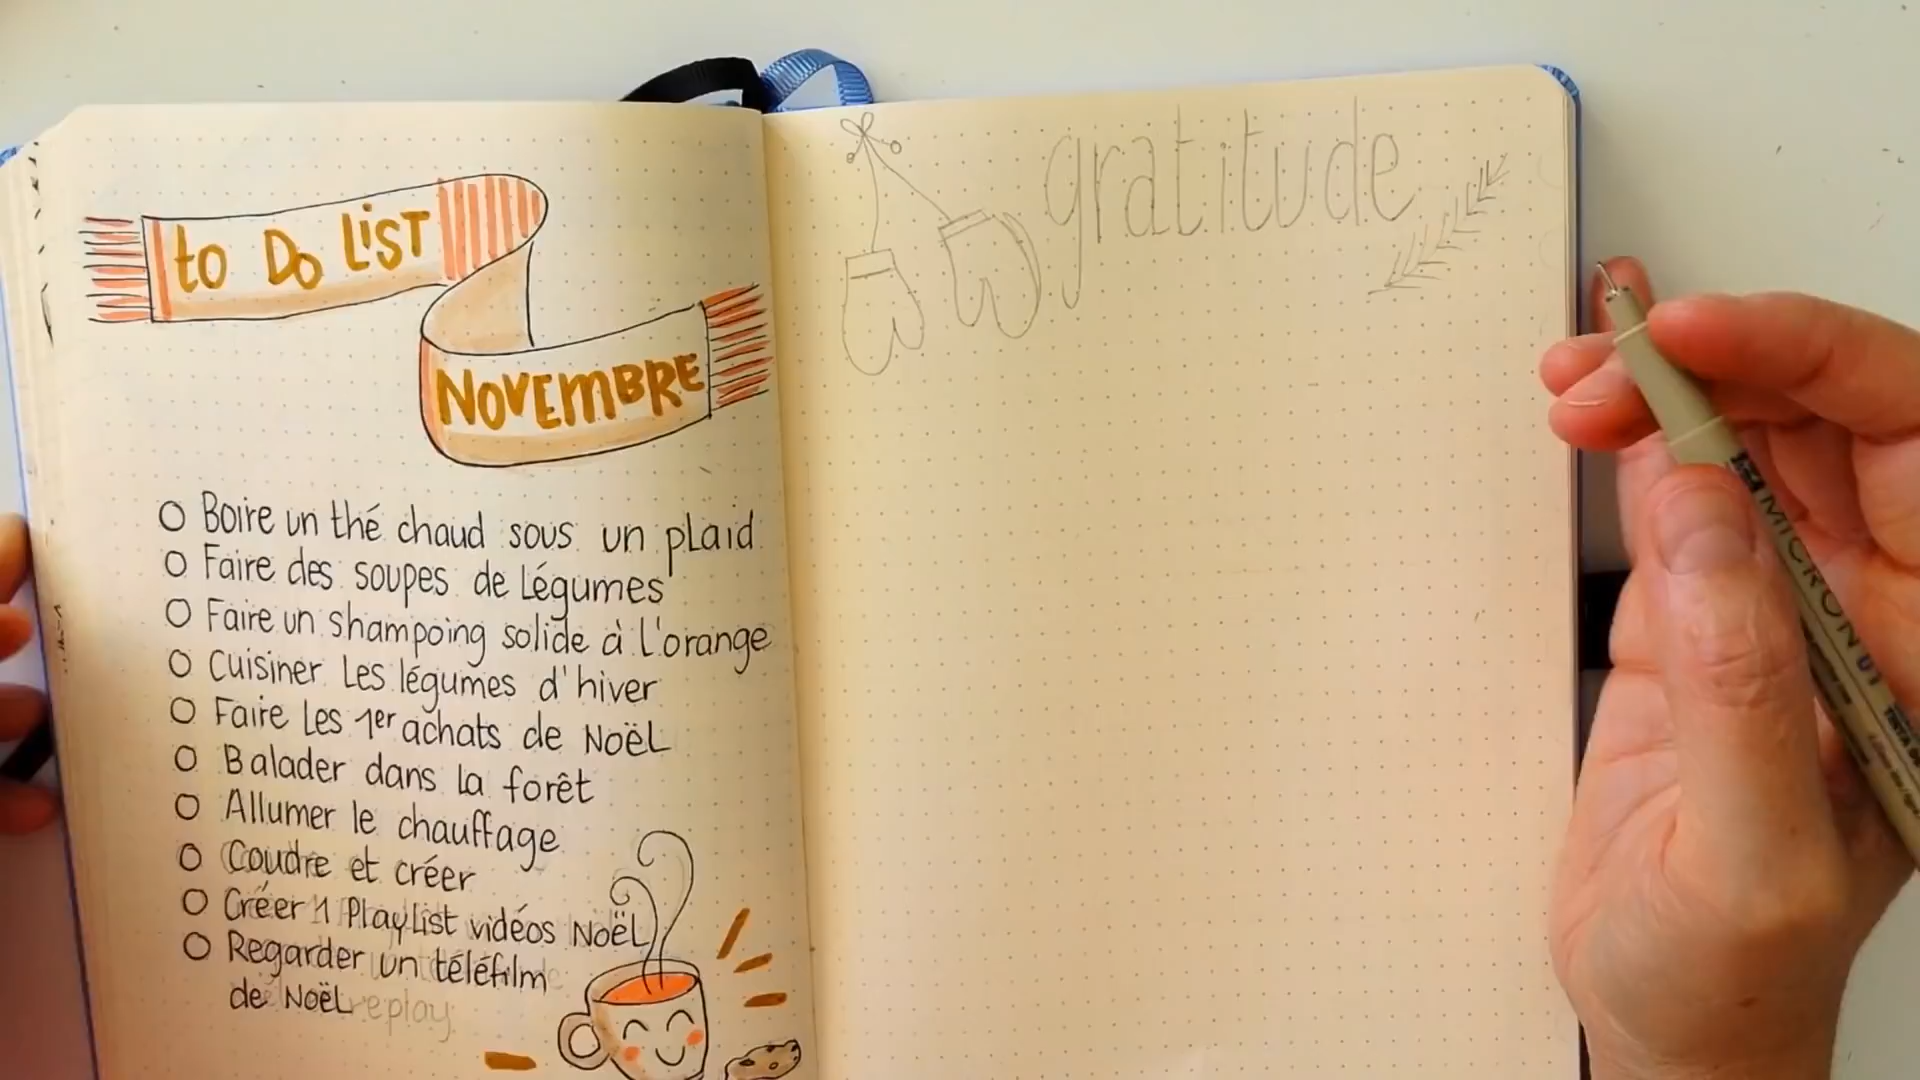 to Do List
NOVEMBRE
Boire un thé chaud sous un plaid
Faire des soupes de Légumes
Faire un shampoing solide à L'orange
Cuisiner Les légumes d'hiver
Faire Les 1er achats de NoëL
Balader dans la forêt
Allumer le chauffage
Coudre et créer
Créer 1 PlayList vidéos NoëL
Regarder un téléfilm
de NoëL replay
gratitude
MICRON 01